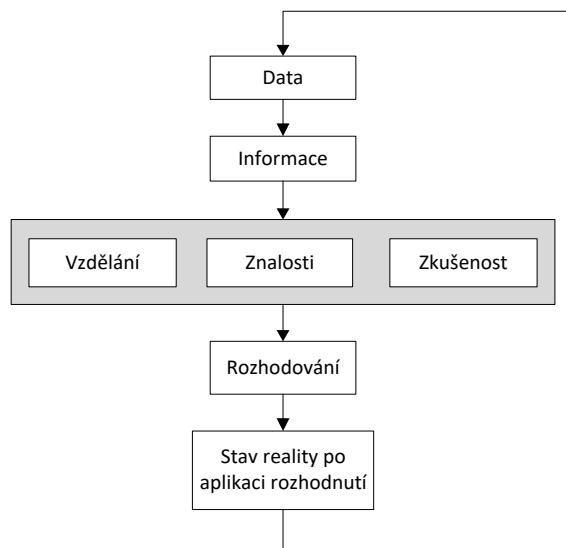 Data
Informace
Vzdělání
Znalosti
Zkušenost
Rozhodování
Stav reality po
aplikaci rozhodnutí